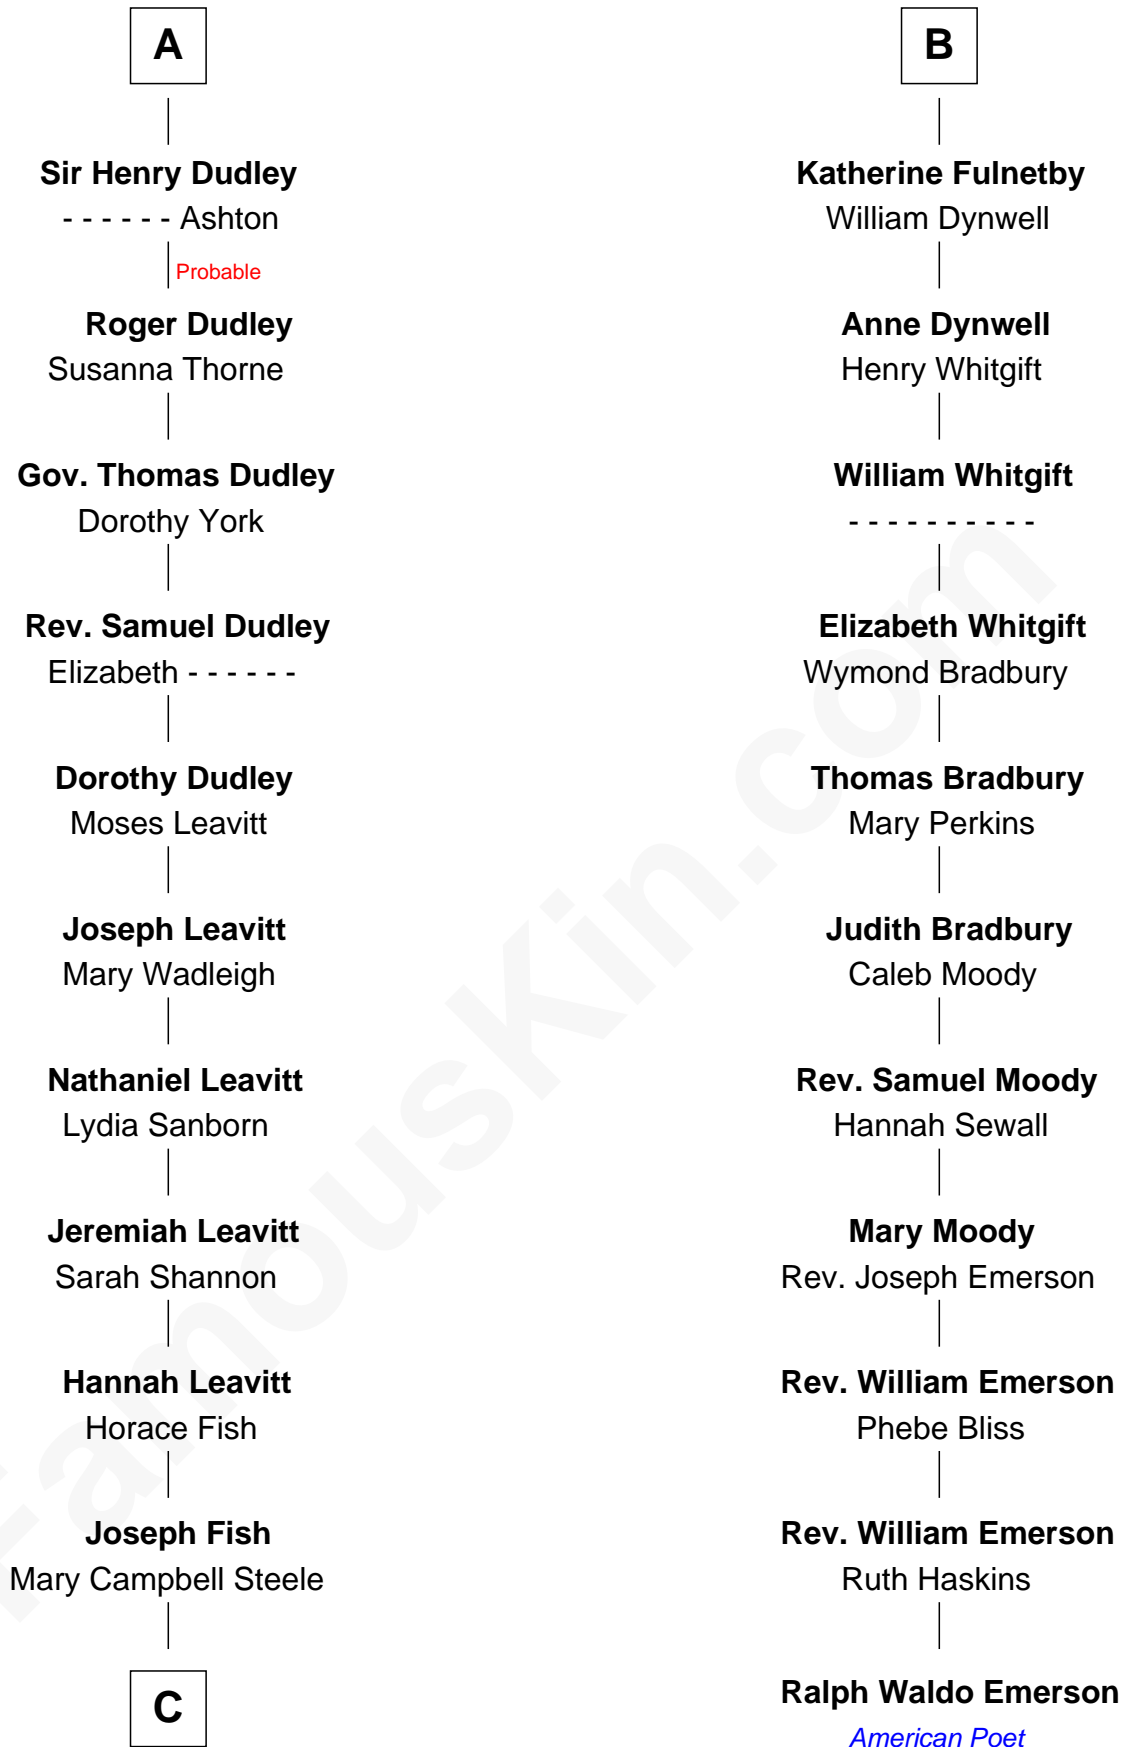 A
Sir Henry Dudley
- - - - - - Ashton
Probable
Roger Dudley
Susanna Thorne
Gov. Thomas Dudley
Dorothy York
Rev. Samuel Dudley
Elizabeth - - - - - -
Dorothy Dudley
Moses Leavitt
Joseph Leavitt
Mary Wadleigh
Nathaniel Leavitt
Lydia Sanborn
Jeremiah Leavitt
Sarah Shannon
Hannah Leavitt
Horace Fish
Joseph Fish
Mary Campbell Steele
C
B
Katherine Fulnetby
William Dynwell
Anne Dynwell
Henry Whitgift
William Whitgift
- - - - - - - - - -
Elizabeth Whitgift
Wymond Bradbury
Thomas Bradbury
Mary Perkins
Judith Bradbury
Caleb Moody
Rev. Samuel Moody
Hannah Sewall
Mary Moody
Rev. Joseph Emerson
Rev. William Emerson
Phebe Bliss
Rev. William Emerson
Ruth Haskins
Ralph Waldo Emerson
American Poet
FamousKin.com